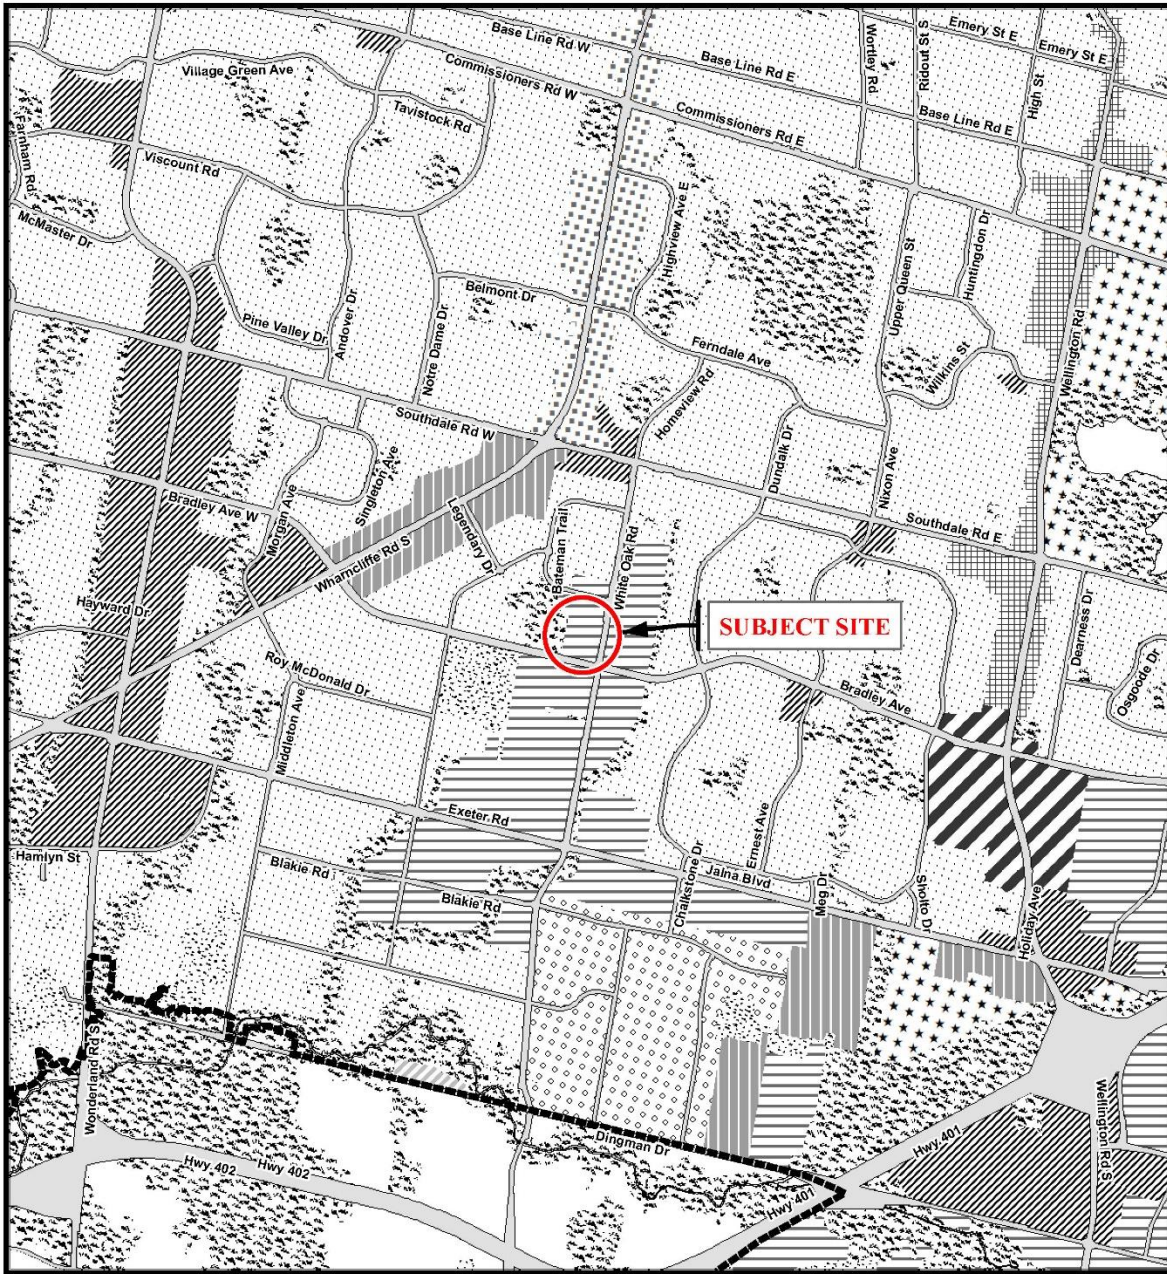 Base Line Rd W
Emery St E
Emery St E
Wortley Rd
Ridout St S
High St
Village Green Ave
Commissioners Rd W
Base Line Rd E
Tavistock Rd
Commissioners Rd E
Base Line Rd E
Farnham Rd
Viscount Rd
McMaster Dr
Highview Ave E
Upper Queen St
Huntingdon Dr
Belmont Dr
Pine Valley Dr
Andover Dr
Notre Dame Dr
Ferndale Ave
Wilkins St
Wellington Rd
Southdale Rd W
Homeview Rd
Singleton Ave
Dundalk Dr
Nixon Ave
Bradley Ave W
Morgan Ave
Legendary Dr
Southdale Rd E
Bateman Trail
White Oak Rd
Wharncliffe Rd S
Hayward Dr
SUBJECT SITE
Dearness Dr
Osgoode Dr
Roy McDonald Dr
Middleton Ave
Bradley Ave
Exeter Rd
Ernest Ave
Hamlyn St
Blakie Rd
Blakie Rd
Chalkstone Dr
Jalna Blvd
Meg Dr
Sholto Dr
Holiday Ave
Wonderland Rd S
Dingman Dr
Hwy 401
Wellington Rd S
Hwy 402
Hwy 402
Hwy 401